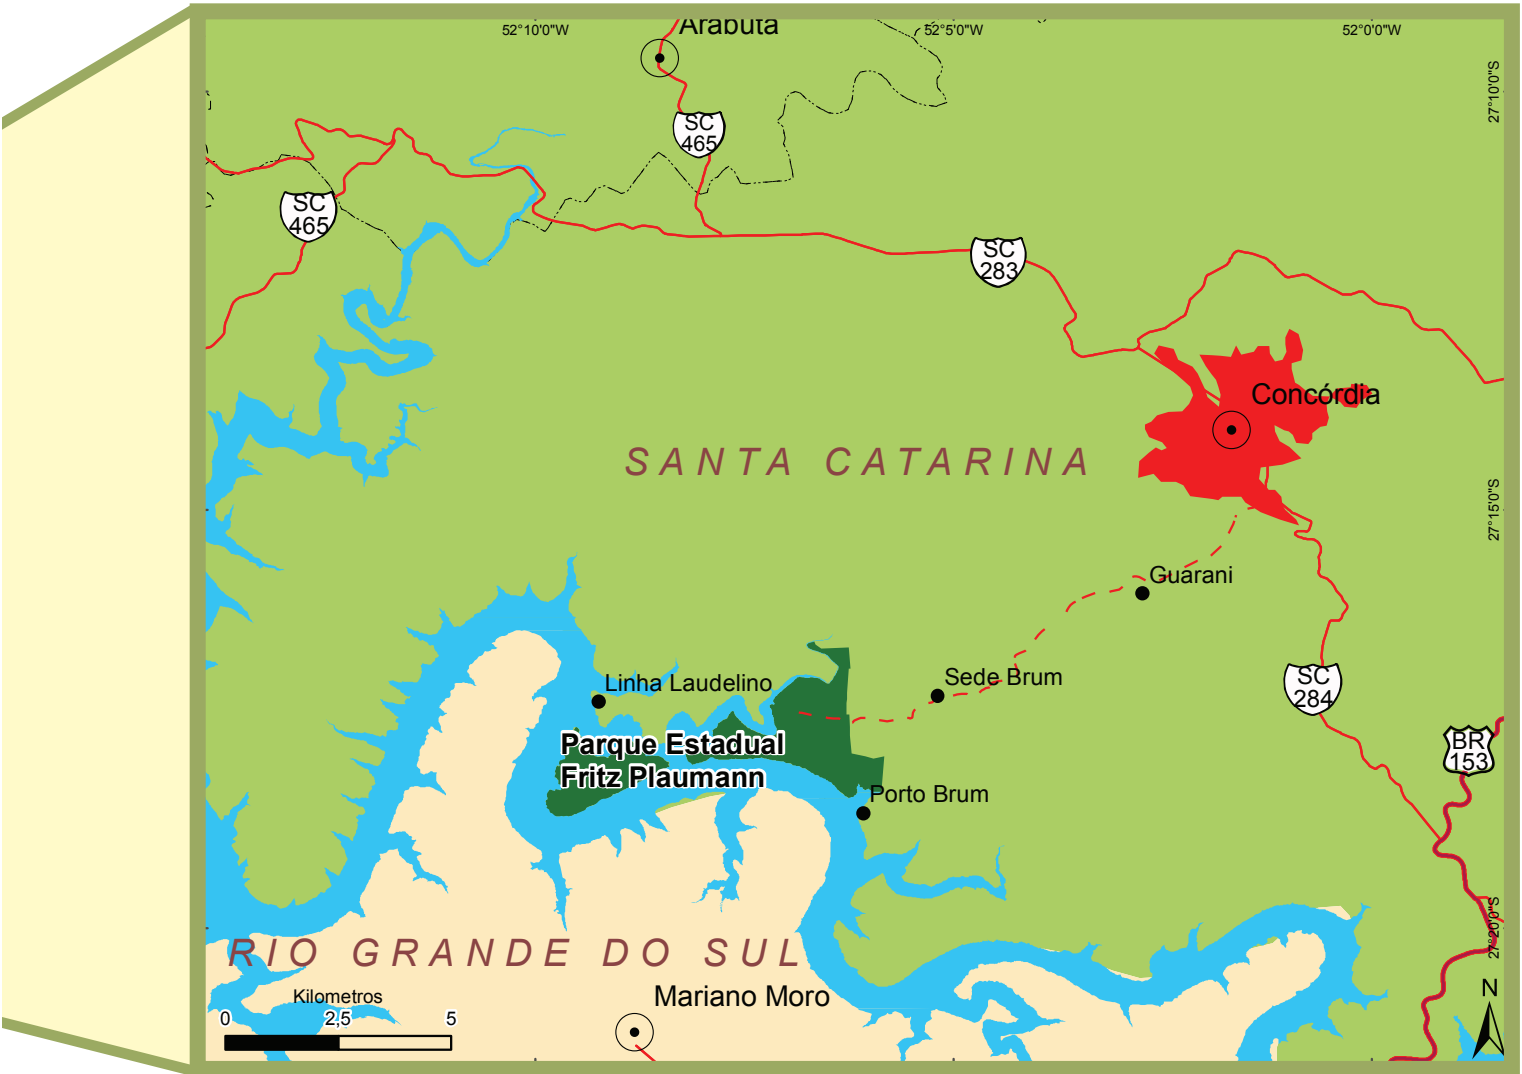 Arabutã
52°10'0"W
52°5'0"W
52°0'0"W
27°10'0"S
SC
465
SC
465
SC
283
Concórdia
SANTA CATARINA
27°15'0"S
Guarani
Linha Laudelino
Sede Brum
SC
284
Parque Estadual
Fritz Plaumann
BR
153
Porto Brum
27°20'0"S
RIO GRANDE DO SUL
Mariano Moro
Kilometros
0 2,5 5
N